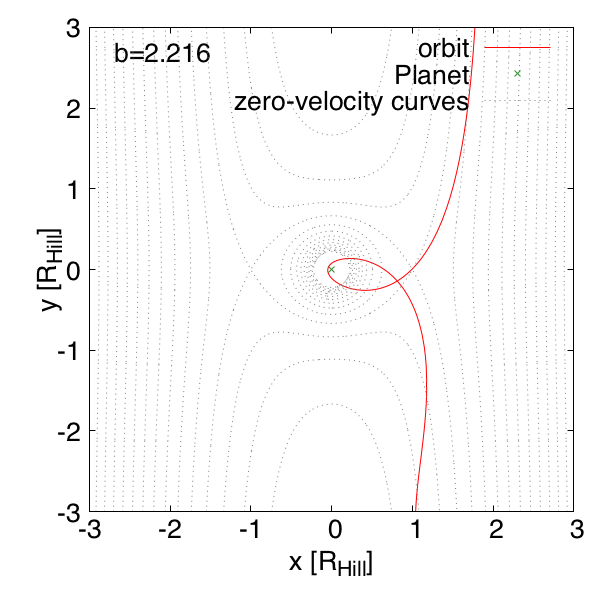 b=2.216
orbit
Planet
zero-velocity curves
y [R_Hill]
3
2
1
0
-1
-2
-3
-3
-2
-1
0
1
2
3
x [R_Hill]